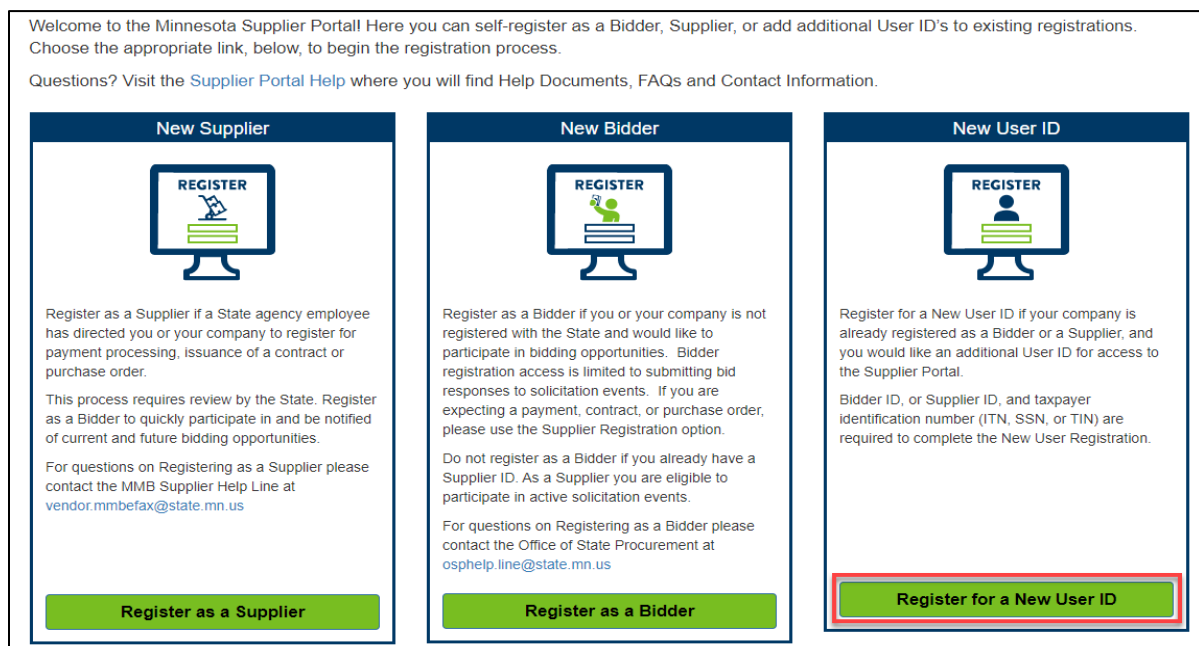 Welcome to the Minnesota Supplier Portal! Here you can self-register as a Bidder, Supplier, or add additional User ID's to existing registrations.
Choose the appropriate link, below, to begin the registration process.
Questions? Visit the Supplier Portal Help where you will find Help Documents, FAQs and Contact Information.
New Supplier
REGISTER
Register as a Supplier if a State agency employee
has directed you or your company to register for
payment processing, issuance of a contract or
purchase order.
This process requires review by the State. Register
as a Bidder to quickly participate in and be notified
of current and future bidding opportunities.
For questions on Registering as a Supplier please
contact the MMB Supplier Help Line at
vendor.mmbefax@state.mn.us
Register as a Supplier
New Bidder
REGISTER
Register as a Bidder if you or your company is not
registered with the State and would like to
participate in bidding opportunities. Bidder
registration access is limited to submitting bid
responses to solicitation events. If you are
expecting a payment, contract, or purchase order,
please use the Supplier Registration option.
Do not register as a Bidder if you already have a
Supplier ID. As a Supplier you are eligible to
participate in active solicitation events.
For questions on Registering as a Bidder please
contact the Office of State Procurement at
osphelp.line@state.mn.us
Register as a Bidder
New User ID
REGISTER
Register for a New User ID if your company is
already registered as a Bidder or a Supplier, and
you would like an additional User ID for access to
the Supplier Portal.
Bidder ID, or Supplier ID, and taxpayer
identification number (ITN, SSN, or TIN) are
required to complete the New User Registration.
Register for a New User ID